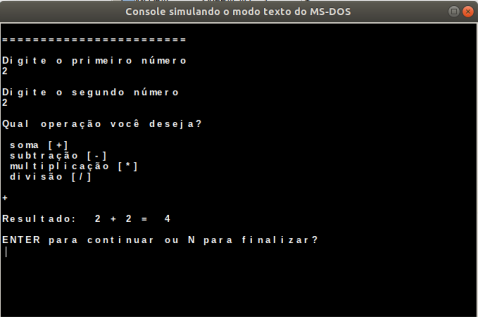 Console simulando o modo texto do MS-DOS
========================
Digite o primeiro número
2
Digite o segundo número
2
Qual operação você deseja?
soma [+]
subtração [-]
multiplicação [*]
divisão [/]
+
Resultado: 2 + 2 = 4
ENTER para continuar ou N para finalizar?